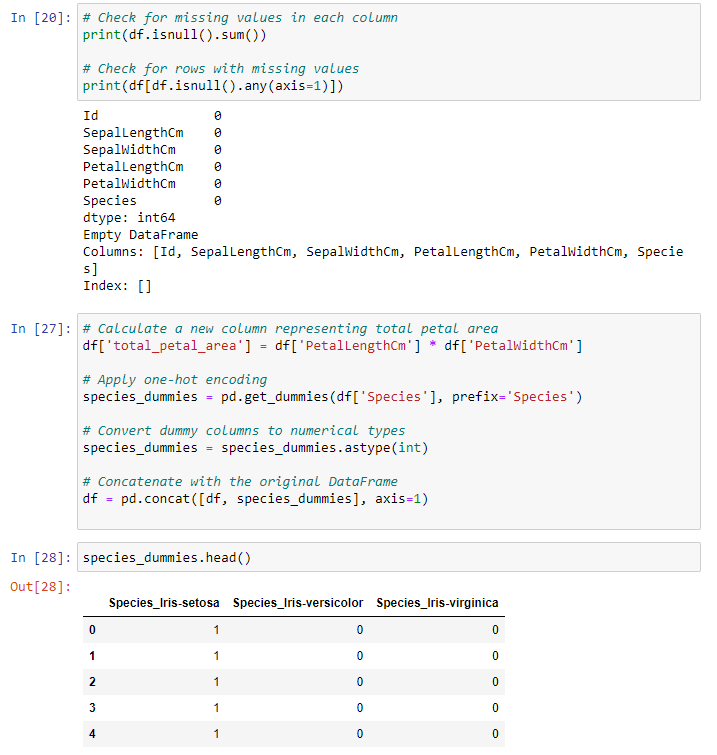 In [20]: # Check for missing values in each column
print(df.isnull().sum())
# Check for rows with missing values
print(df[df.isnull().any(axis=1)])
Id 0
SepalLengthCm 0
SepalWidthCm 0
PetalLengthCm 0
PetalWidthCm 0
Species 0
dtype: int64
Empty DataFrame
Columns: [Id, SepalLengthCm, SepalWidthCm, PetalLengthCm, PetalWidthCm, Specie
s]
Index: []
In [27]: # Calculate a new column representing total petal area
df['total_petal_area'] = df['PetalLengthCm'] * df['PetalWidthCm']
# Apply one-hot encoding
species_dummies = pd.get_dummies(df['Species'], prefix='Species')
# Convert dummy columns to numerical types
species_dummies = species_dummies.astype(int)
# Concatenate with the original DataFrame
df = pd.concat([df, species_dummies], axis=1)
In [28]: species_dummies.head()
Out[28]:
Species_Iris-setosa Species_Iris-versicolor Species_Iris-virginica
0 1 0 0
1 1 0 0
2 1 0 0
3 1 0 0
4 1 0 0